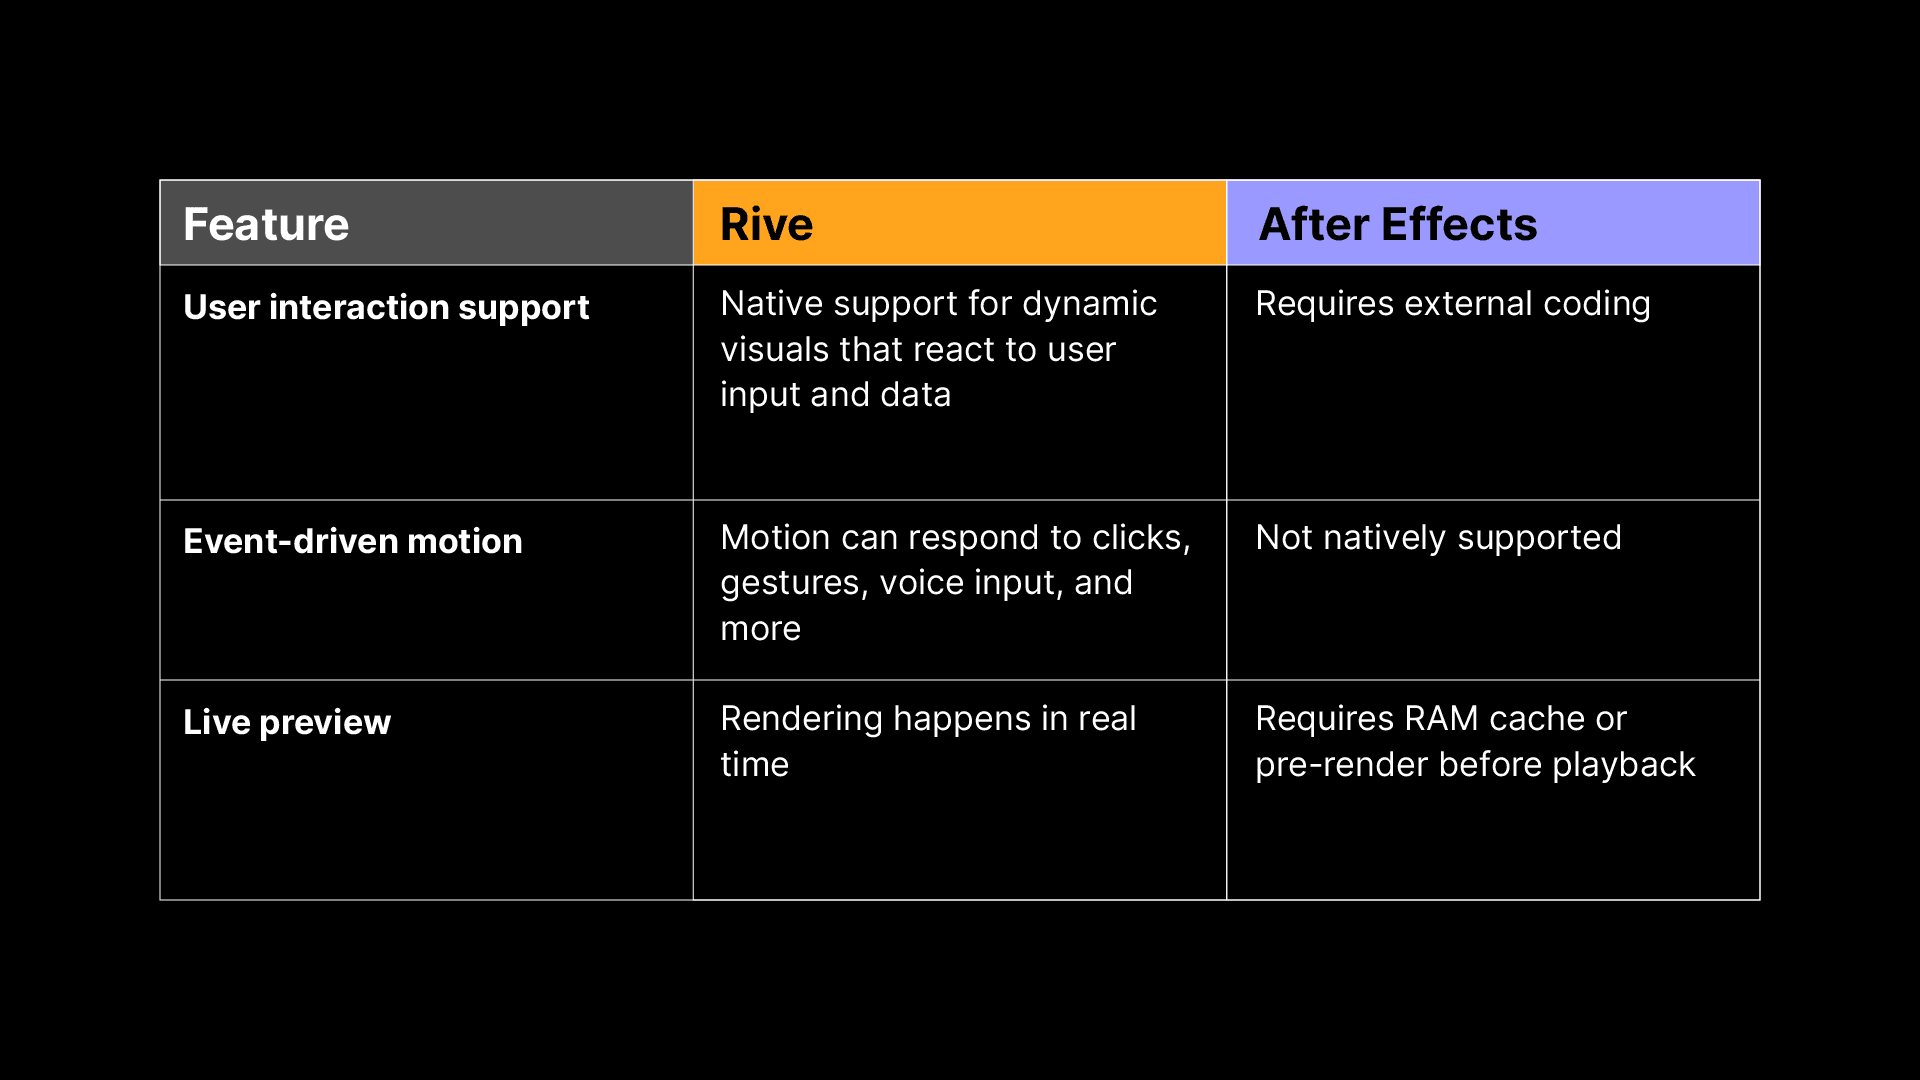 Feature
Rive
After Effects
User interaction support
Native support for dynamic
visuals that react to user
input and data
Requires external coding
Event-driven motion
Motion can respond to clicks,
gestures, voice input, and
more
Not natively supported
Live preview
Rendering happens in real
time
Requires RAM cache or
pre-render before playback